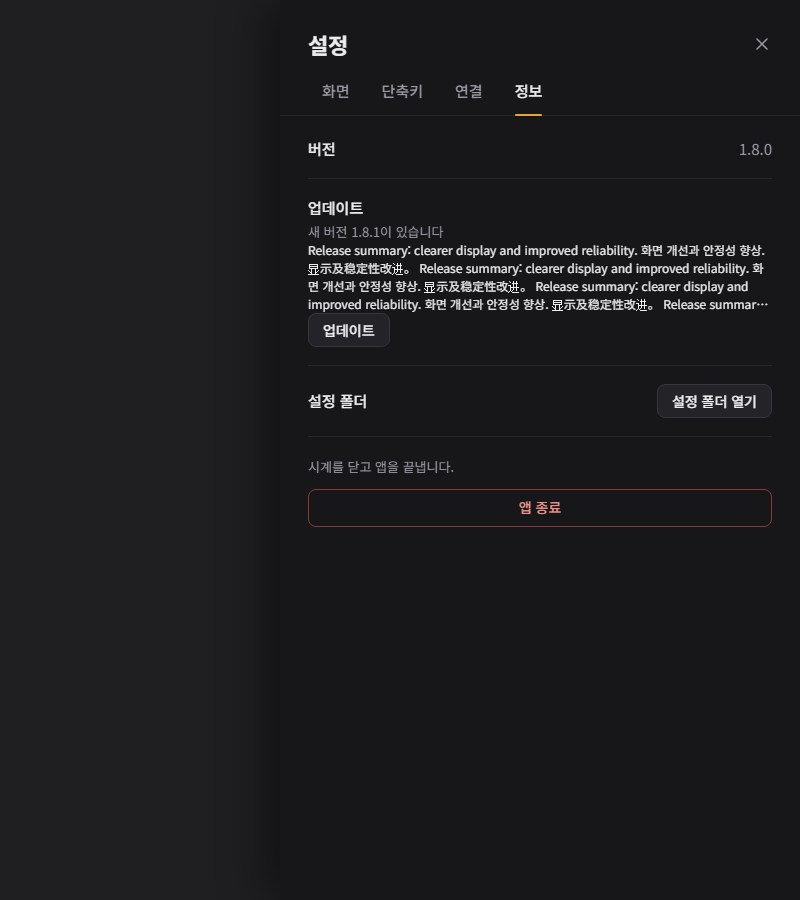 설정
화면 단축키 연결 정보
버전 1.8.0
업데이트
새 버전 1.8.1이 있습니다
Release summary: clearer display and improved reliability. 화면 개선과 안정성 향상.
显示及稳定性改进。 Release summary: clearer display and improved reliability. 화
면 개선과 안정성 향상. 显示及稳定性改进。 Release summary: clearer display and
improved reliability. 화면 개선과 안정성 향상. 显示及稳定性改进。 Release summar…
업데이트
설정 폴더 설정 폴더 열기
시계를 닫고 앱을 끝냅니다.
앱 종료